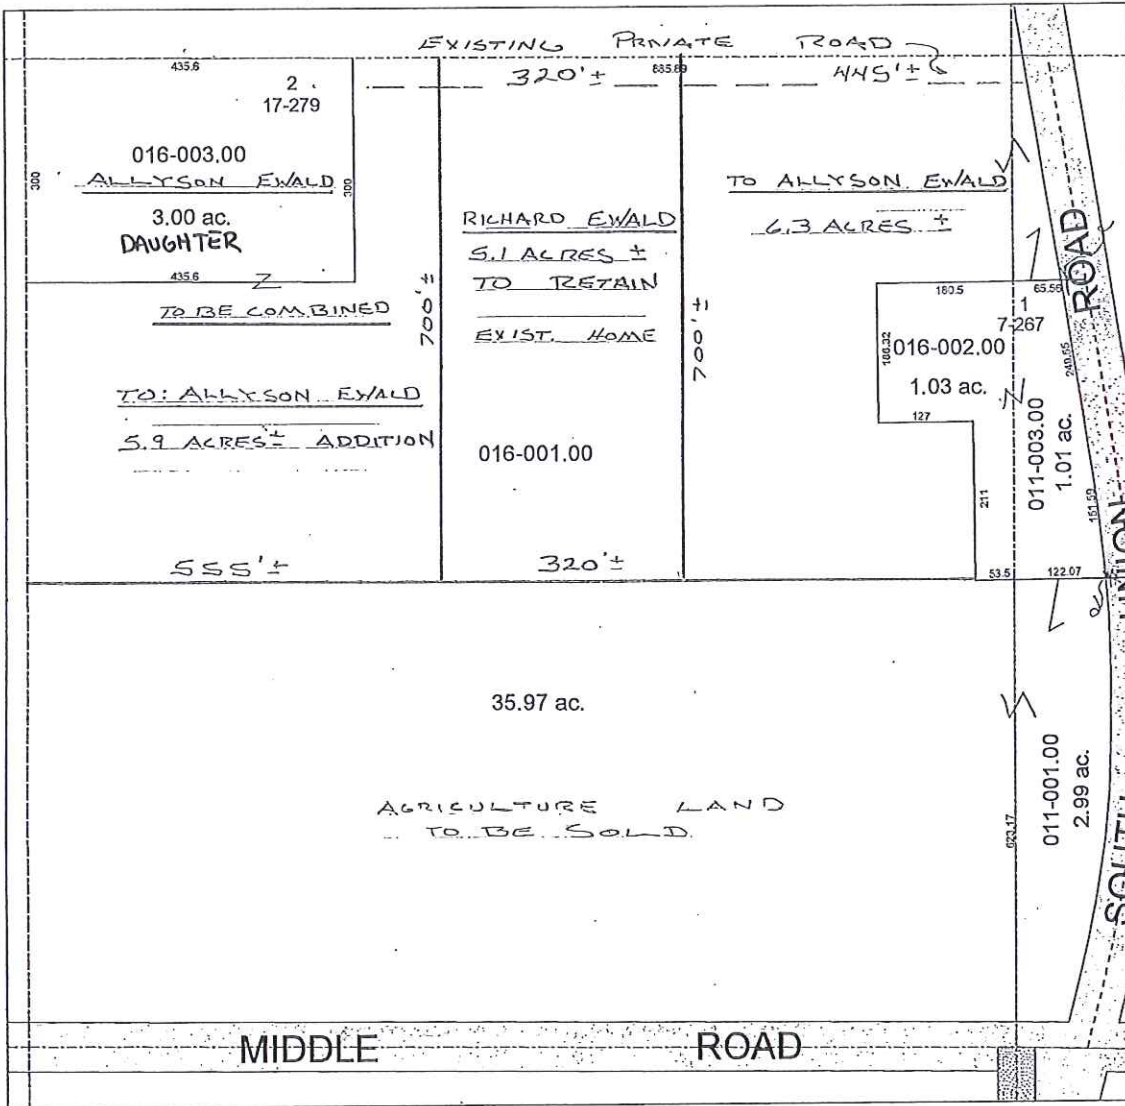 EXISTING PRIVATE ROAD
435.6
320'±
835.89
445'±
2
17-279
016-003.00
ALLYSON EWALD
300
300
3.00 ac.
DAUGHTER
435.6
Z
TO BE COMBINED
TO: ALLYSON EWALD
5.9 ACRES± ADDITION
555'±
700'±
RICHARD EWALD
5.1 ACRES ±
TO RETAIN
EXIST. HOME
016-001.00
320'±
700'±
TO ALLYSON EWALD
6.3 ACRES ±
180.5
65.56
1
7-267
016-002.00
1.03 ac.
186.32
127
211
53.5
122.07
240.55
151.59
011-003.00
1.01 ac.
35.97 ac.
AGRICULTURE LAND
TO BE SOLD
623.17
011-001.00
2.99 ac.
SOUTH UNION ROAD
MIDDLE ROAD